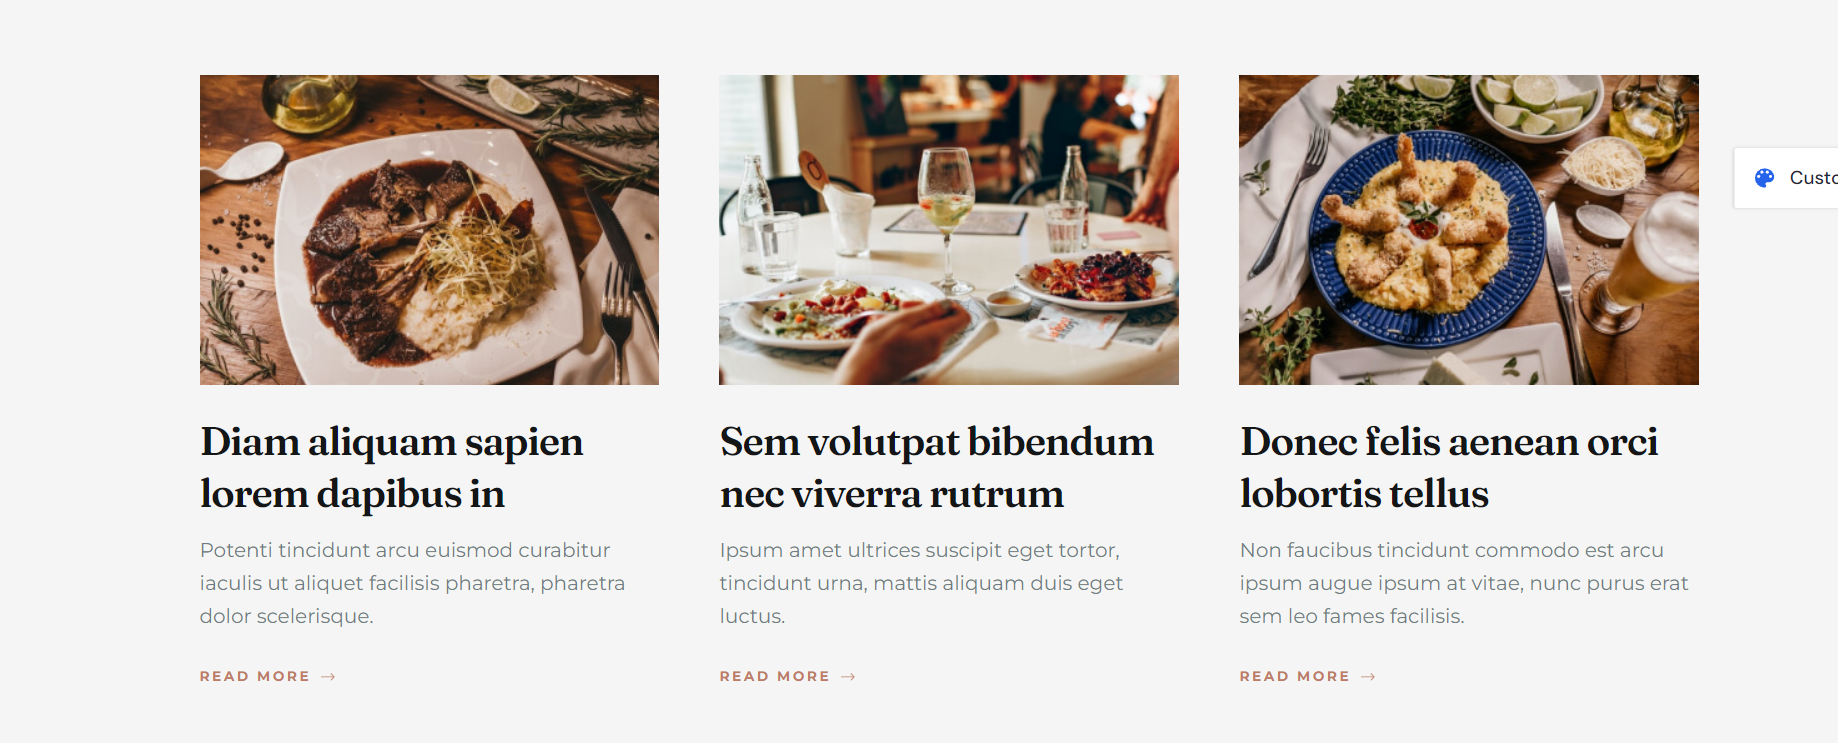 Diam aliquam sapien
lorem dapibus in
Potenti tincidunt arcu euismod curabitur
iaculis ut aliquet facilisis pharetra, pharetra
dolor scelerisque.
READ MORE →
Sem volutpat bibendum
nec viverra rutrum
Ipsum amet ultrices suscipit eget tortor,
tincidunt urna, mattis aliquam duis eget
luctus.
READ MORE →
Donec felis aenean orci
lobortis tellus
Non faucibus tincidunt commodo est arcu
ipsum augue ipsum at vitae, nunc purus erat
sem leo fames facilisis.
READ MORE →
Custo